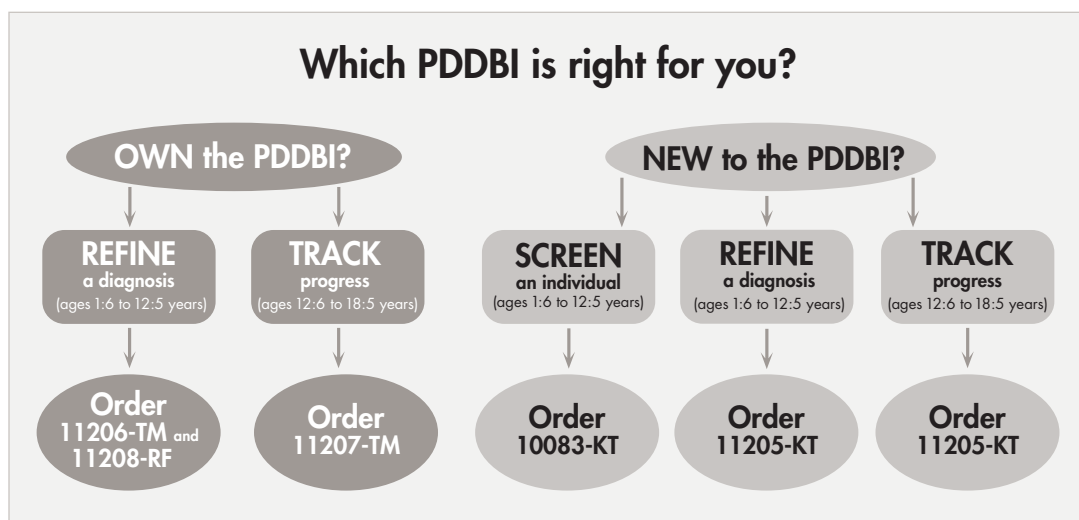 Which PDDBI is right for you?
OWN the PDDBI?
REFINE
a diagnosis
(ages 1:6 to 12:5 years)
Order
11206-TM and
11208-RF
TRACK
progress
(ages 12:6 to 18:5 years)
Order
11207-TM
NEW to the PDDBI?
SCREEN
an individual
(ages 1:6 to 12:5 years)
Order
10083-KT
REFINE
a diagnosis
(ages 1:6 to 12:5 years)
Order
11205-KT
TRACK
progress
(ages 12:6 to 18:5 years)
Order
11205-KT